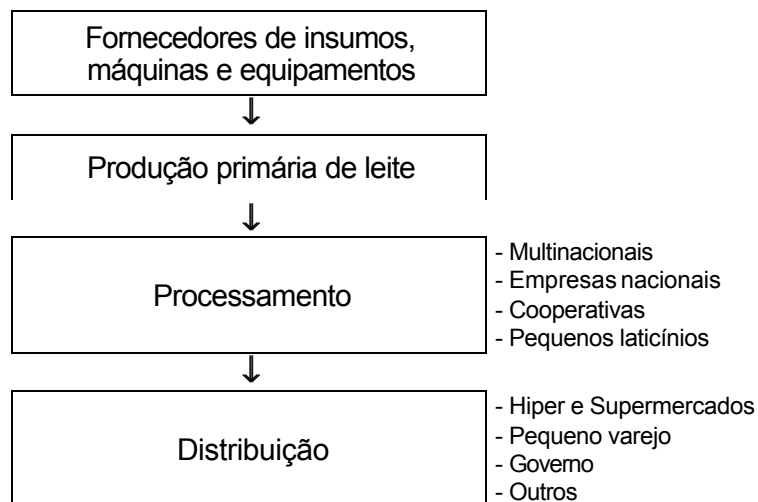 Fornecedores de insumos,
máquinas e equipamentos
↓
Produção primária de leite
↓
Processamento
- Multinacionais
- Empresas nacionais
- Cooperativas
- Pequenos laticínios
↓
Distribuição
- Hiper e Supermercados
- Pequeno varejo
- Governo
- Outros